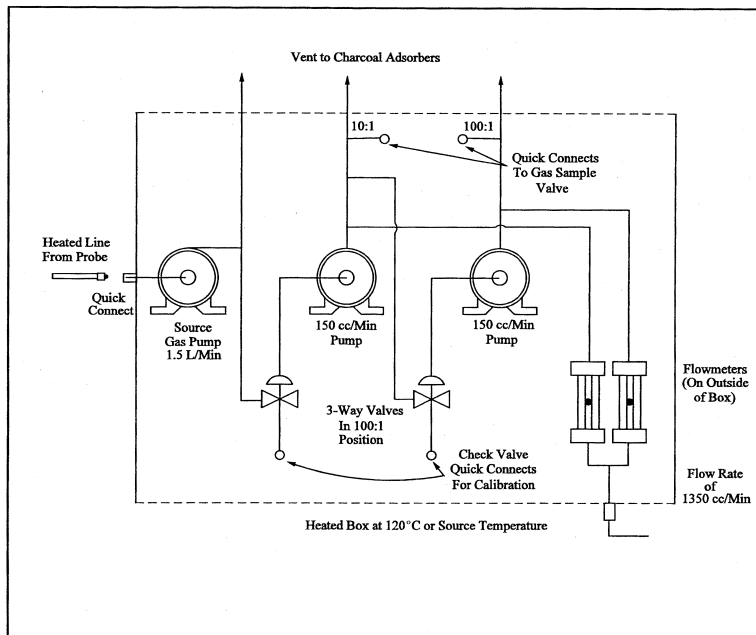 Vent to Charcoal Adsorbers
10:1
100:1
Quick Connects
To Gas Sample
Valve
Heated Line
From Probe
Quick
Connect
Source
Gas Pump
1.5 L/Min
150 cc/Min
Pump
150 cc/Min
Pump
3-Way Valves
In 100:1
Position
Check Valve
Quick Connects
For Calibration
Flowmeters
(On Outside
of Box)
Flow Rate
of
1350 cc/Min
Heated Box at 120°C or Source Temperature